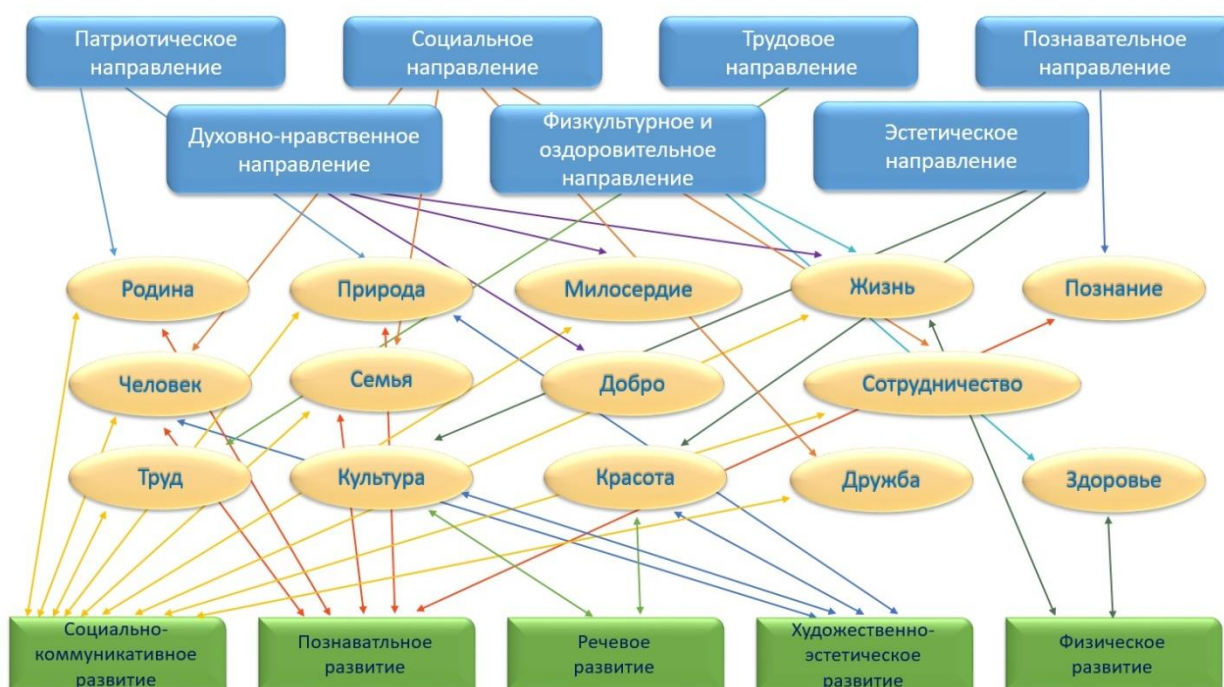 Патриотическое
направление
Социальное
направление
Трудовое
направление
Познавательное
направление
Духовно-нравственное
направление
Физкультурное и
оздоровительное
направление
Эстетическое
направление
Родина
Природа
Милосердие
Жизнь
Познание
Человек
Семья
Добро
Сотрудничество
Труд
Культура
Красота
Дружба
Здоровье
Социально-
коммуникативное
развитие
Познаватльное
развитие
Речевое
развитие
Художественно-
эстетическое
развитие
Физическое
развитие